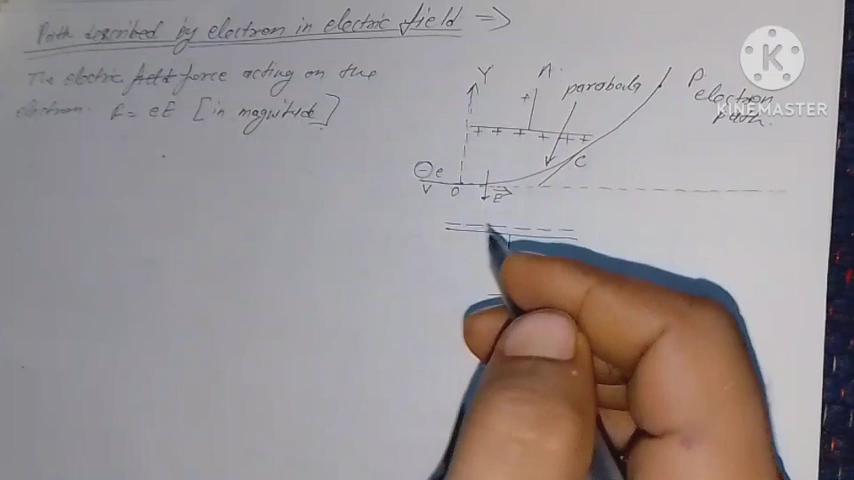 Path described by electron in electric field =>
The electric field force acting on the
electron. F = eE [in magnitude]
Y
A.
+
parabola
P.
electron
Path.
+ + + + + + +
C
e
V
O
E
K
KINEMASTER